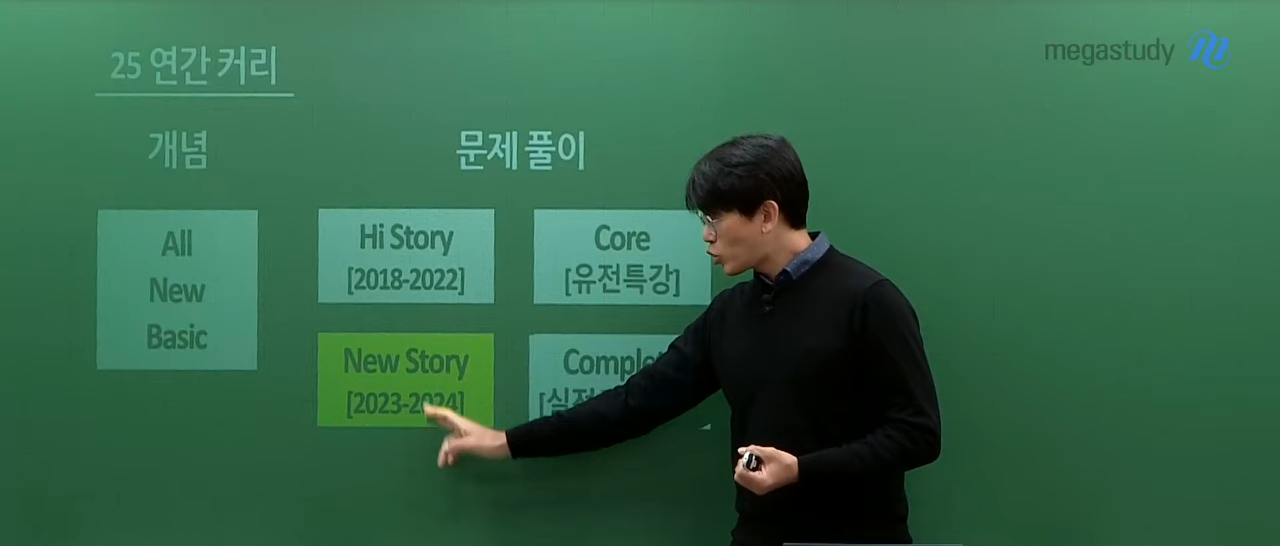 25 연간 커리
megastudy
개념
문제 풀이
All
New
Basic
Hi Story
[2018-2022]
Core
[유전특강]
New Story
[2023-2024]